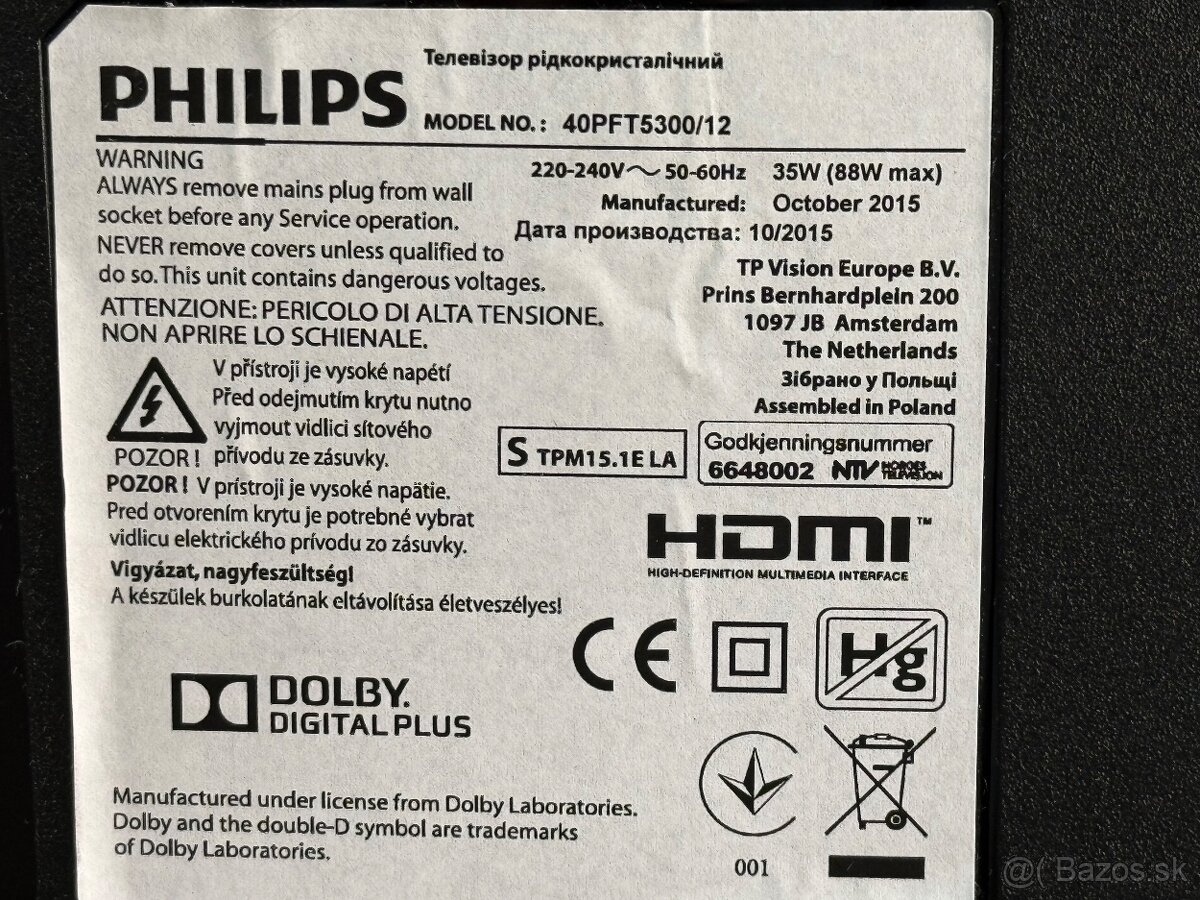 PHILIPS
Телевізор рідкокристалічний
MODEL NO. : 40PFT5300/12
WARNING
ALWAYS remove mains plug from wall
socket before any Service operation.
NEVER remove covers unless qualified to
do so. This unit contains dangerous voltages.
ATTENZIONE: PERICOLO DI ALTA TENSIONE.
NON APRIRE LO SCHIENALE.
220-240V~ 50-60Hz 35W (88W max)
Manufactured: October 2015
Дата производства: 10/2015
TP Vision Europe B.V.
Prins Bernhardplein 200
1097 JB Amsterdam
The Netherlands
Зібрано у Польщі
Assembled in Poland
V přístroji je vysoké napětí
Před odejmutím krytu nutno
vyjmout vidlici sítového
POZOR! přívodu ze zásuvky.
POZOR! V prístroji je vysoké napätie.
Pred otvorením krytu je potrebné vybrat
vidlicu elektrického prívodu zo zásuvky.
Vigyázat, nagyfeszültség!
A készülek burkolatának eltávolítása életveszélyes!
S TPM15.1E LA
Godkjenningsnummer
6648002 NTV NORGES
TELEVISJON
HDMI™
HIGH-DEFINITION MULTIMEDIA INTERFACE
CE
Hg
DOLBY.
DIGITAL PLUS
Manufactured under license from Dolby Laboratories.
Dolby and the double-D symbol are trademarks
of Dolby Laboratories.
001
@( Bazos.sk